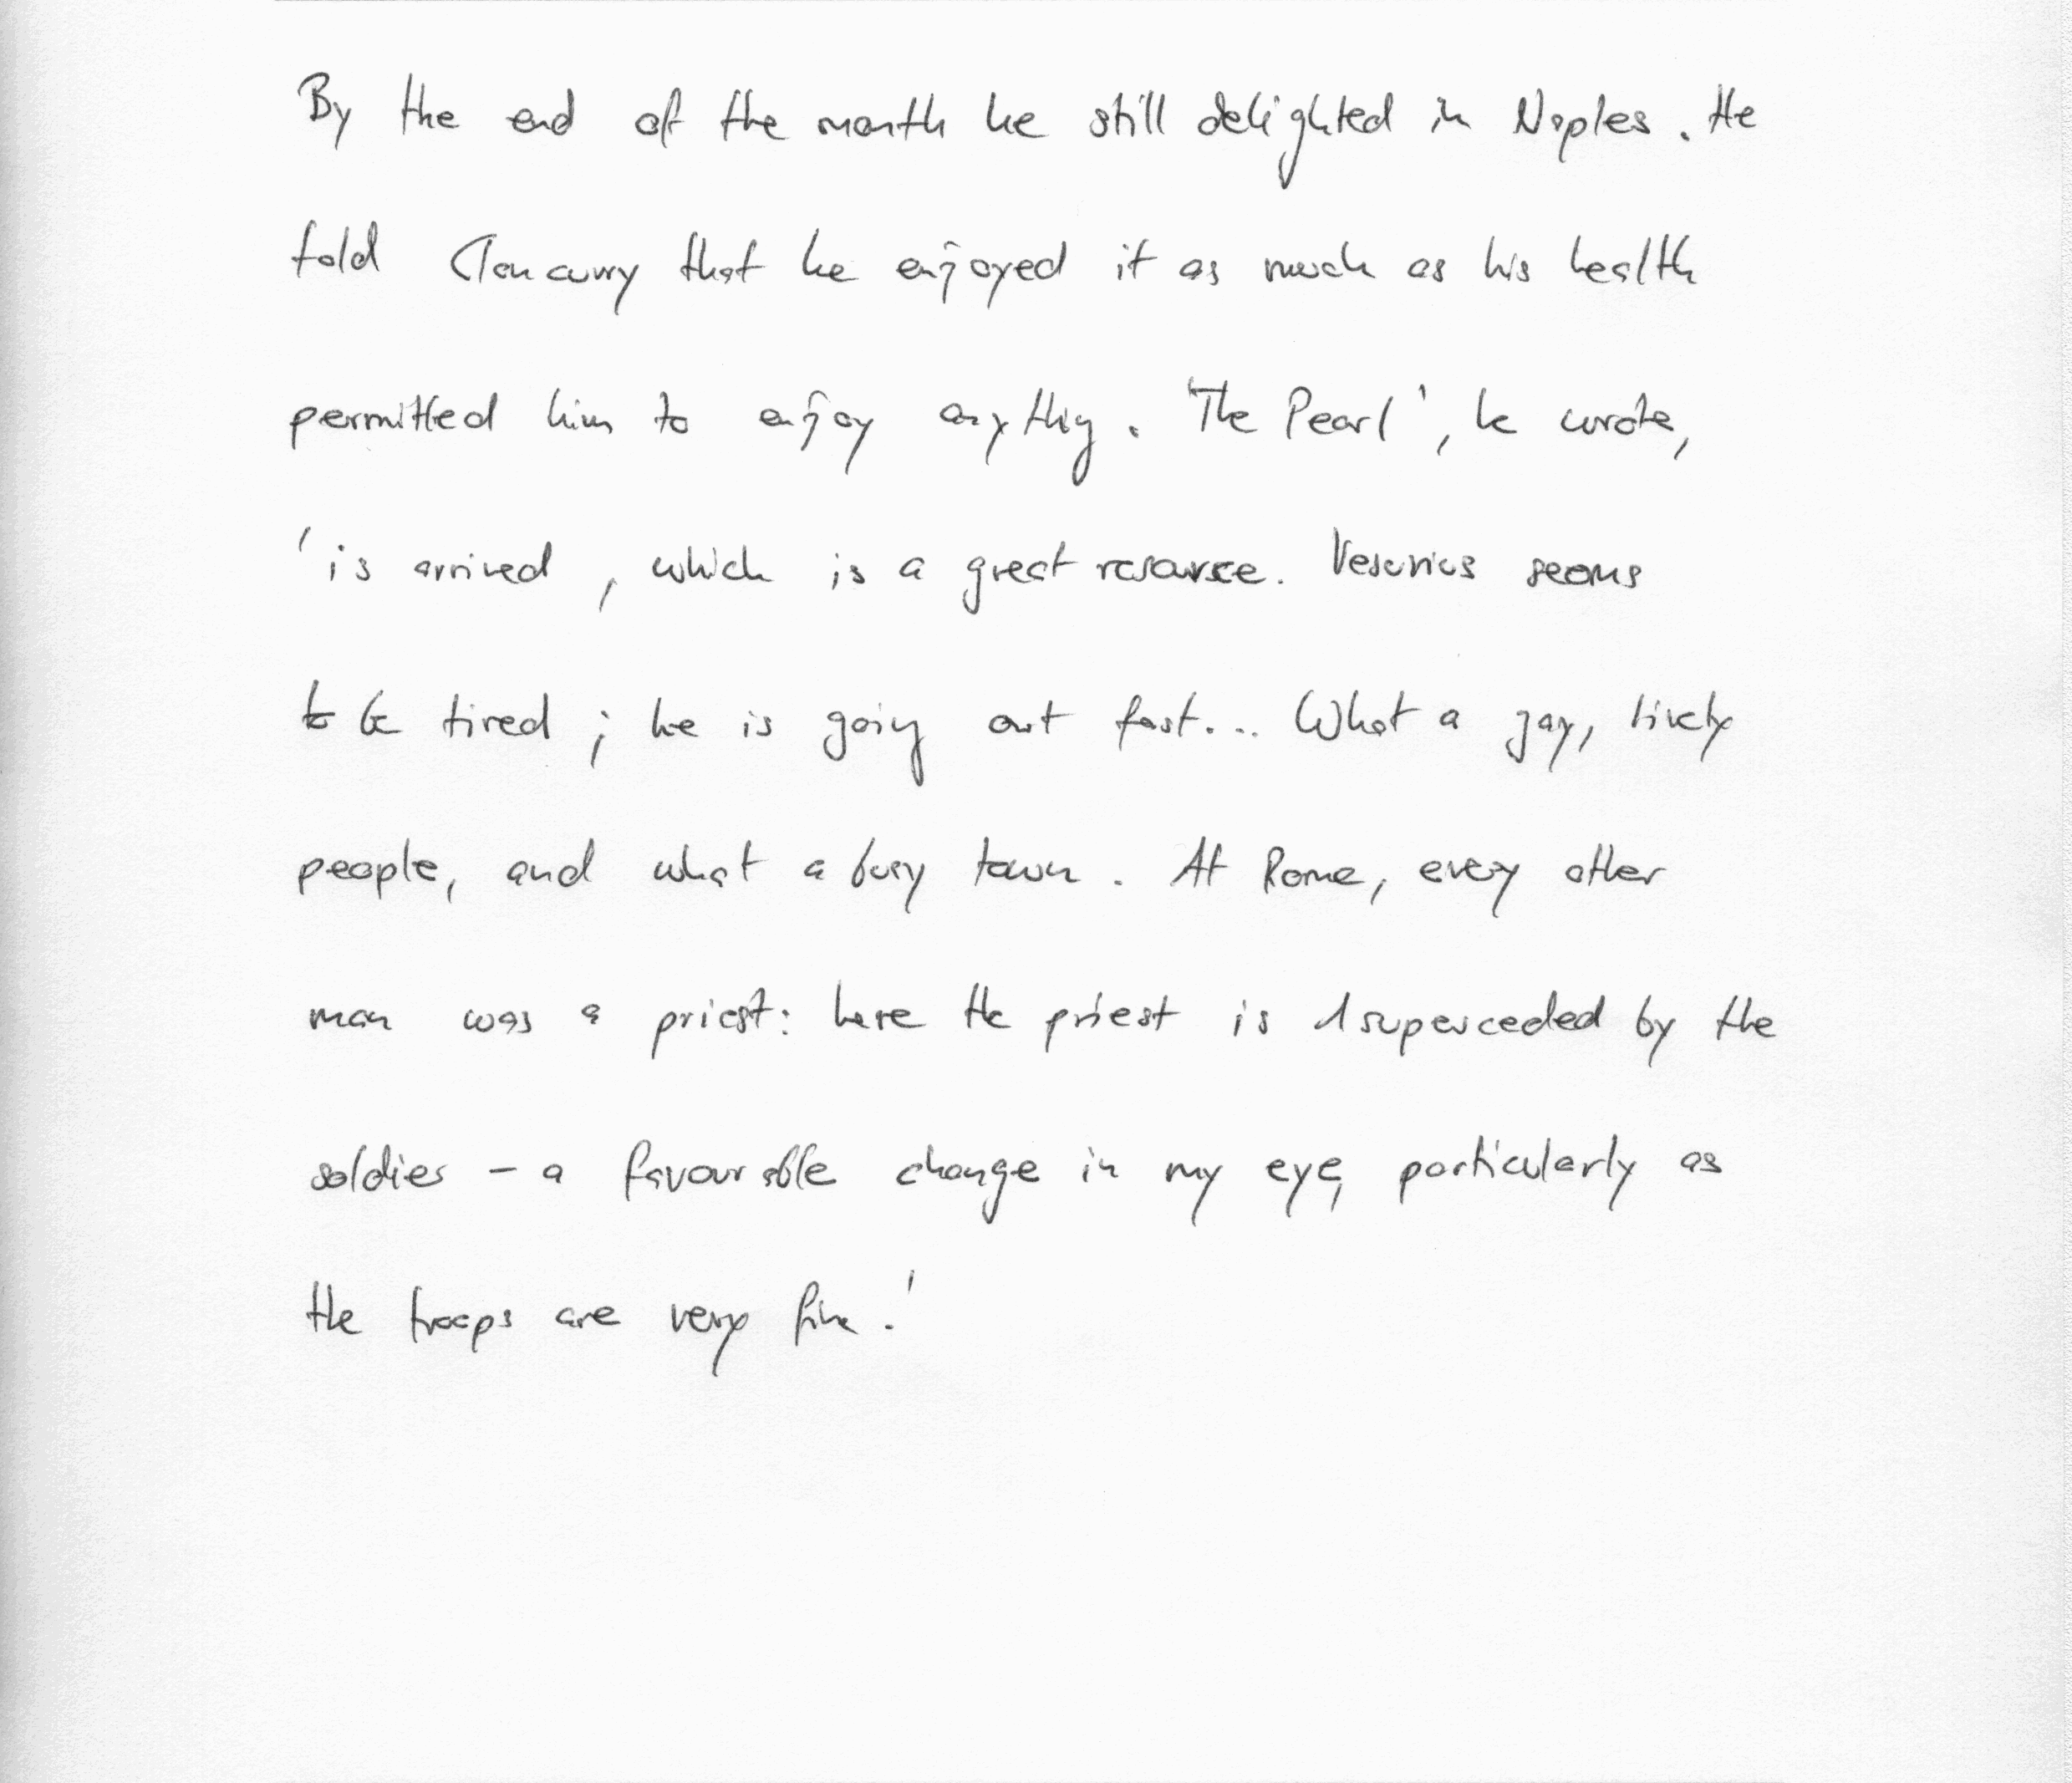 By the end of the month he still delighted in Naples. He
told Cloncurry that he enjoyed it as much as his health
permitted him to enjoy anything. 'The Pearl', he wrote,
'is arrived, which is a great resource. Vesuvius seems
to be tired; he is going out fast... What a gay, lively
people, and what a busy town. At Rome, every other
man was a priest: here the priest is superceded by the
soldier - a favourable change in my eye, particularly as
the troops are very fine.'